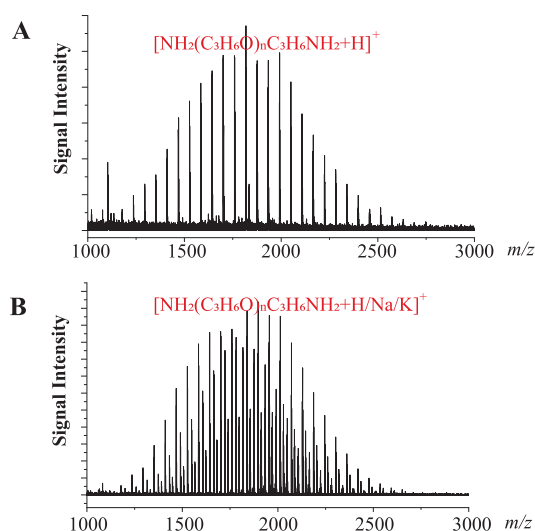 A
[NH₂(C₃H₆O)ₙC₃H₆NH₂+H]⁺
Signal Intensity
1000 1500 2000 2500 3000 m/z
B
[NH₂(C₃H₆O)ₙC₃H₆NH₂+H/Na/K]⁺
Signal Intensity
1000 1500 2000 2500 3000 m/z